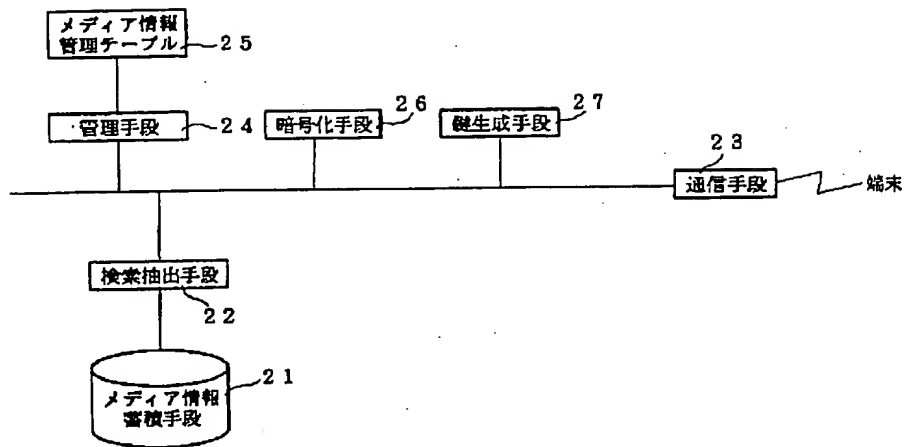 メディア情報
管理テーブル
25
管理手段
24
暗号化手段
26
鍵生成手段
27
23
通信手段
端末
検索抽出手段
22
メディア情報
蓄積手段
21